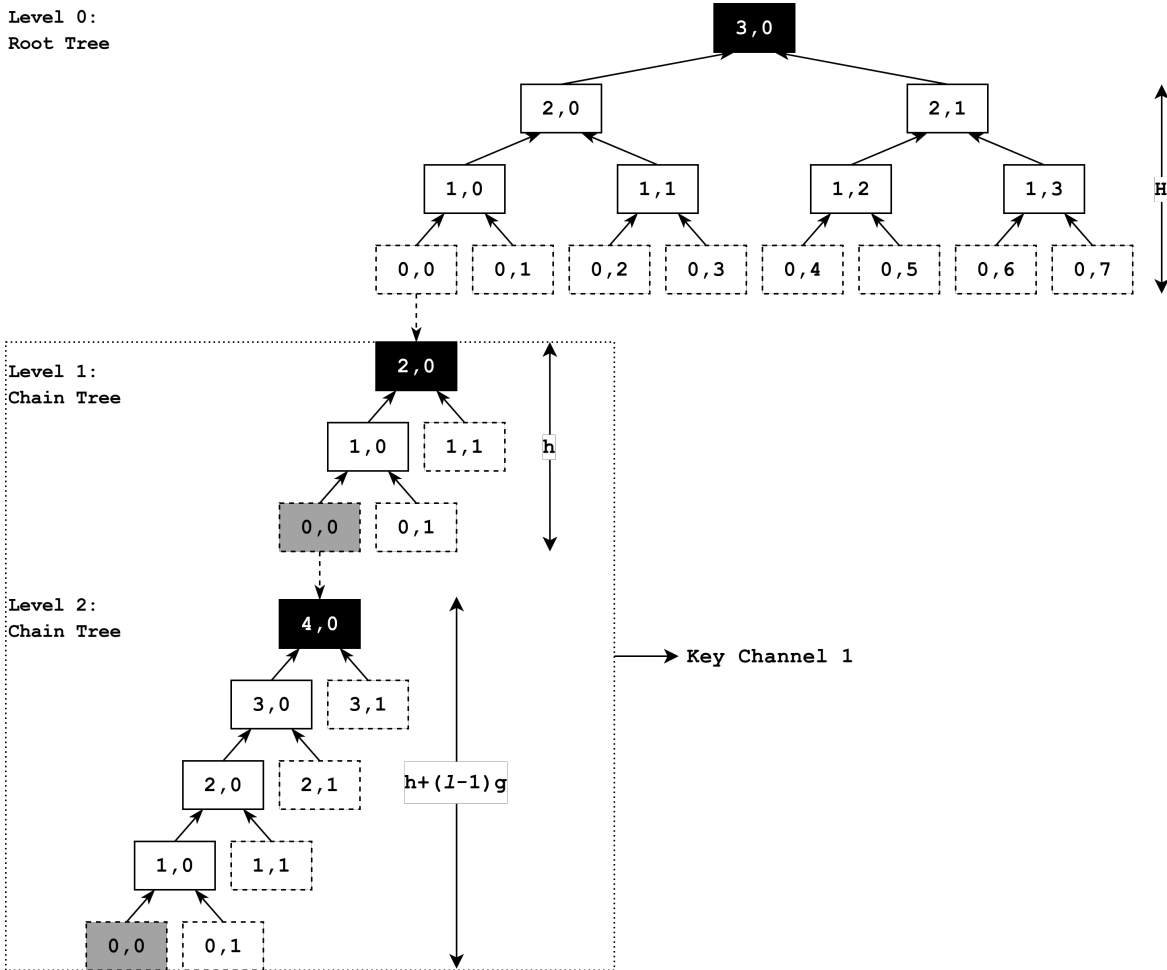 Level 0:
Root Tree
3,0
2,0 2,1
1,0 1,1 1,2 1,3
H
0,0 0,1 0,2 0,3 0,4 0,5 0,6 0,7
Level 1:
Chain Tree
2,0
1,0 1,1
h
0,0 0,1
Level 2:
Chain Tree
4,0
Key Channel 1
3,0 3,1
2,0 2,1
h+(l-1)g
1,0 1,1
0,0 0,1